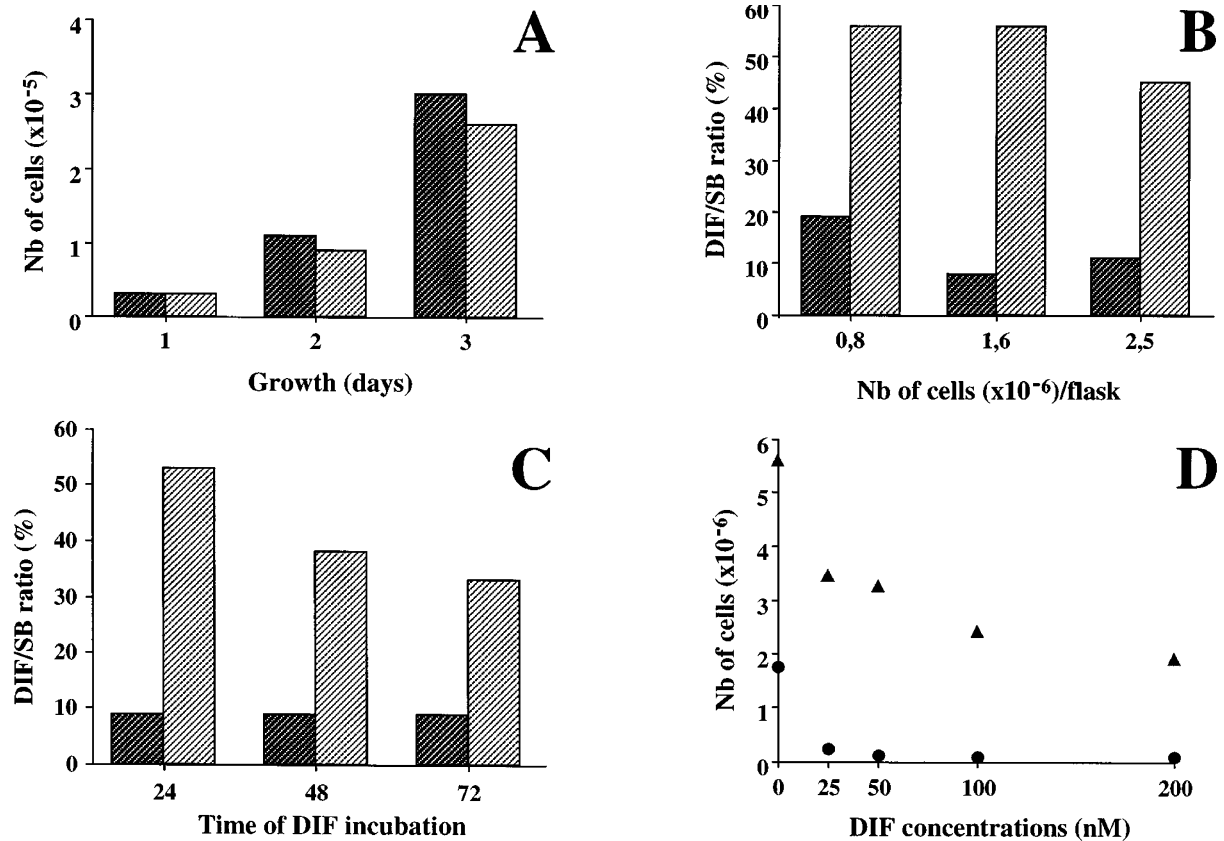 A
4
3
2
1
0
Nb of cells (x10⁻⁵)
1 2 3
Growth (days)
B
60
50
40
30
20
10
0
DIF/SB ratio (%)
0,8 1,6 2,5
Nb of cells (x10⁻⁶)/flask
C
60
50
40
30
20
10
0
DIF/SB ratio (%)
24 48 72
Time of DIF incubation
D
6
5
4
3
2
1
0
Nb of cells (x10⁻⁶)
0 25 50 100 200
DIF concentrations (nM)